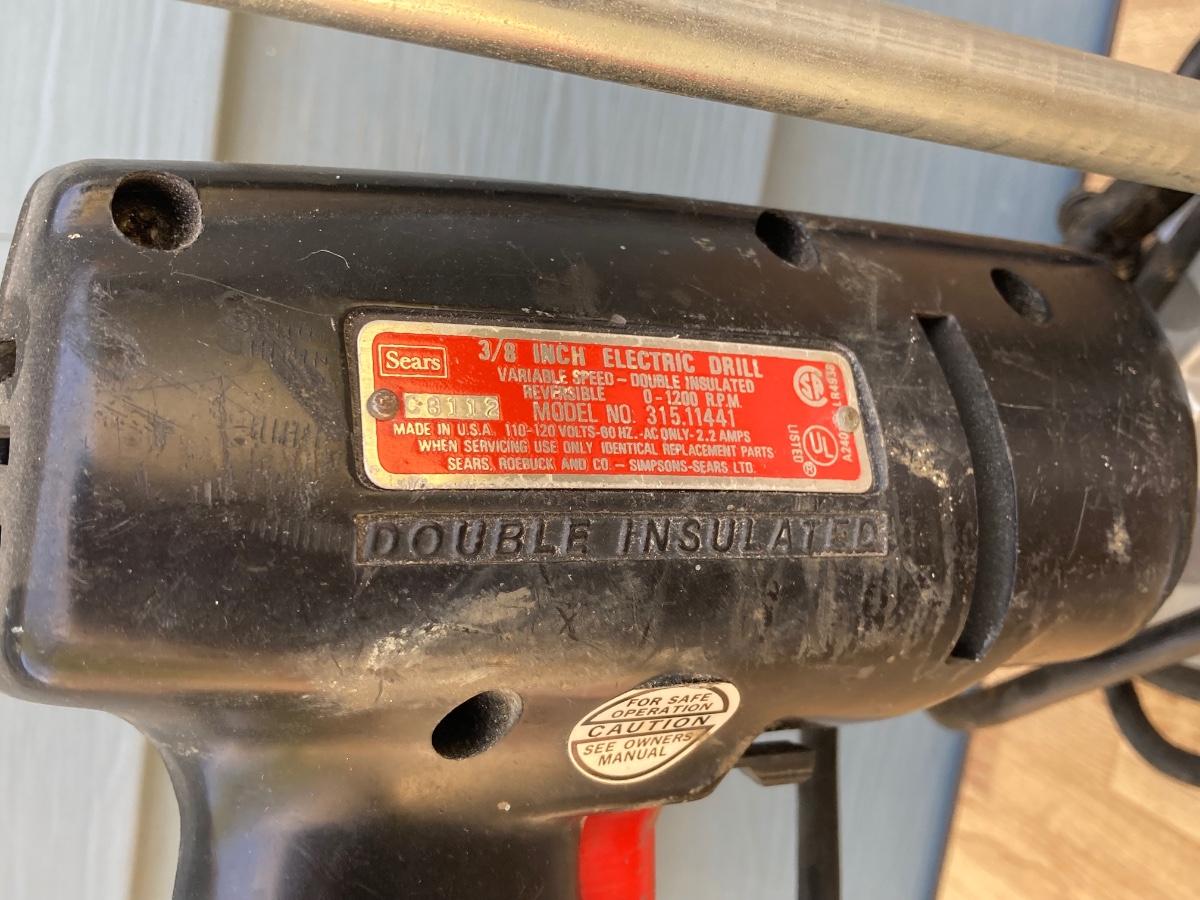 Sears
3/8 INCH ELECTRIC DRILL
VARIABLE SPEED – DOUBLE INSULATED
REVERSIBLE 0-1200 R.P.M.
MODEL NO. 315.11441
MADE IN U.S.A. 110-120 VOLTS-60 HZ.-AC ONLY-2.2 AMPS
WHEN SERVICING USE ONLY IDENTICAL REPLACEMENT PARTS
SEARS, ROEBUCK AND CO. – SIMPSONS-SEARS LTD.
LISTED
UL
DOUBLE INSULATED
FOR SAFE
OPERATION
CAUTION
SEE OWNERS
MANUAL